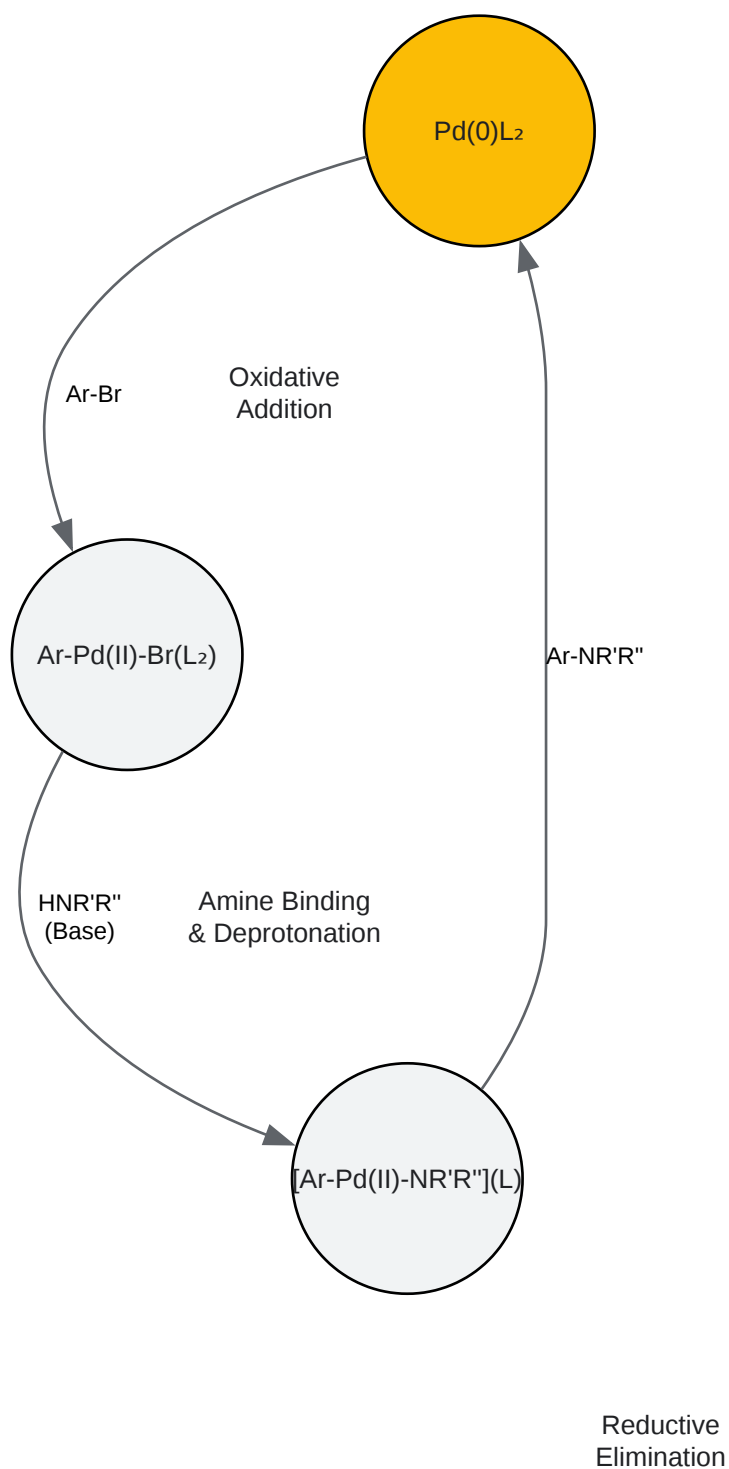 Pd(0)L₂
Ar-Br
Oxidative
Addition
Ar-Pd(II)-Br(L₂)
Ar-NR'R"
HNR'R"
(Base)
Amine Binding
& Deprotonation
[Ar-Pd(II)-NR'R"](L)
Reductive
Elimination